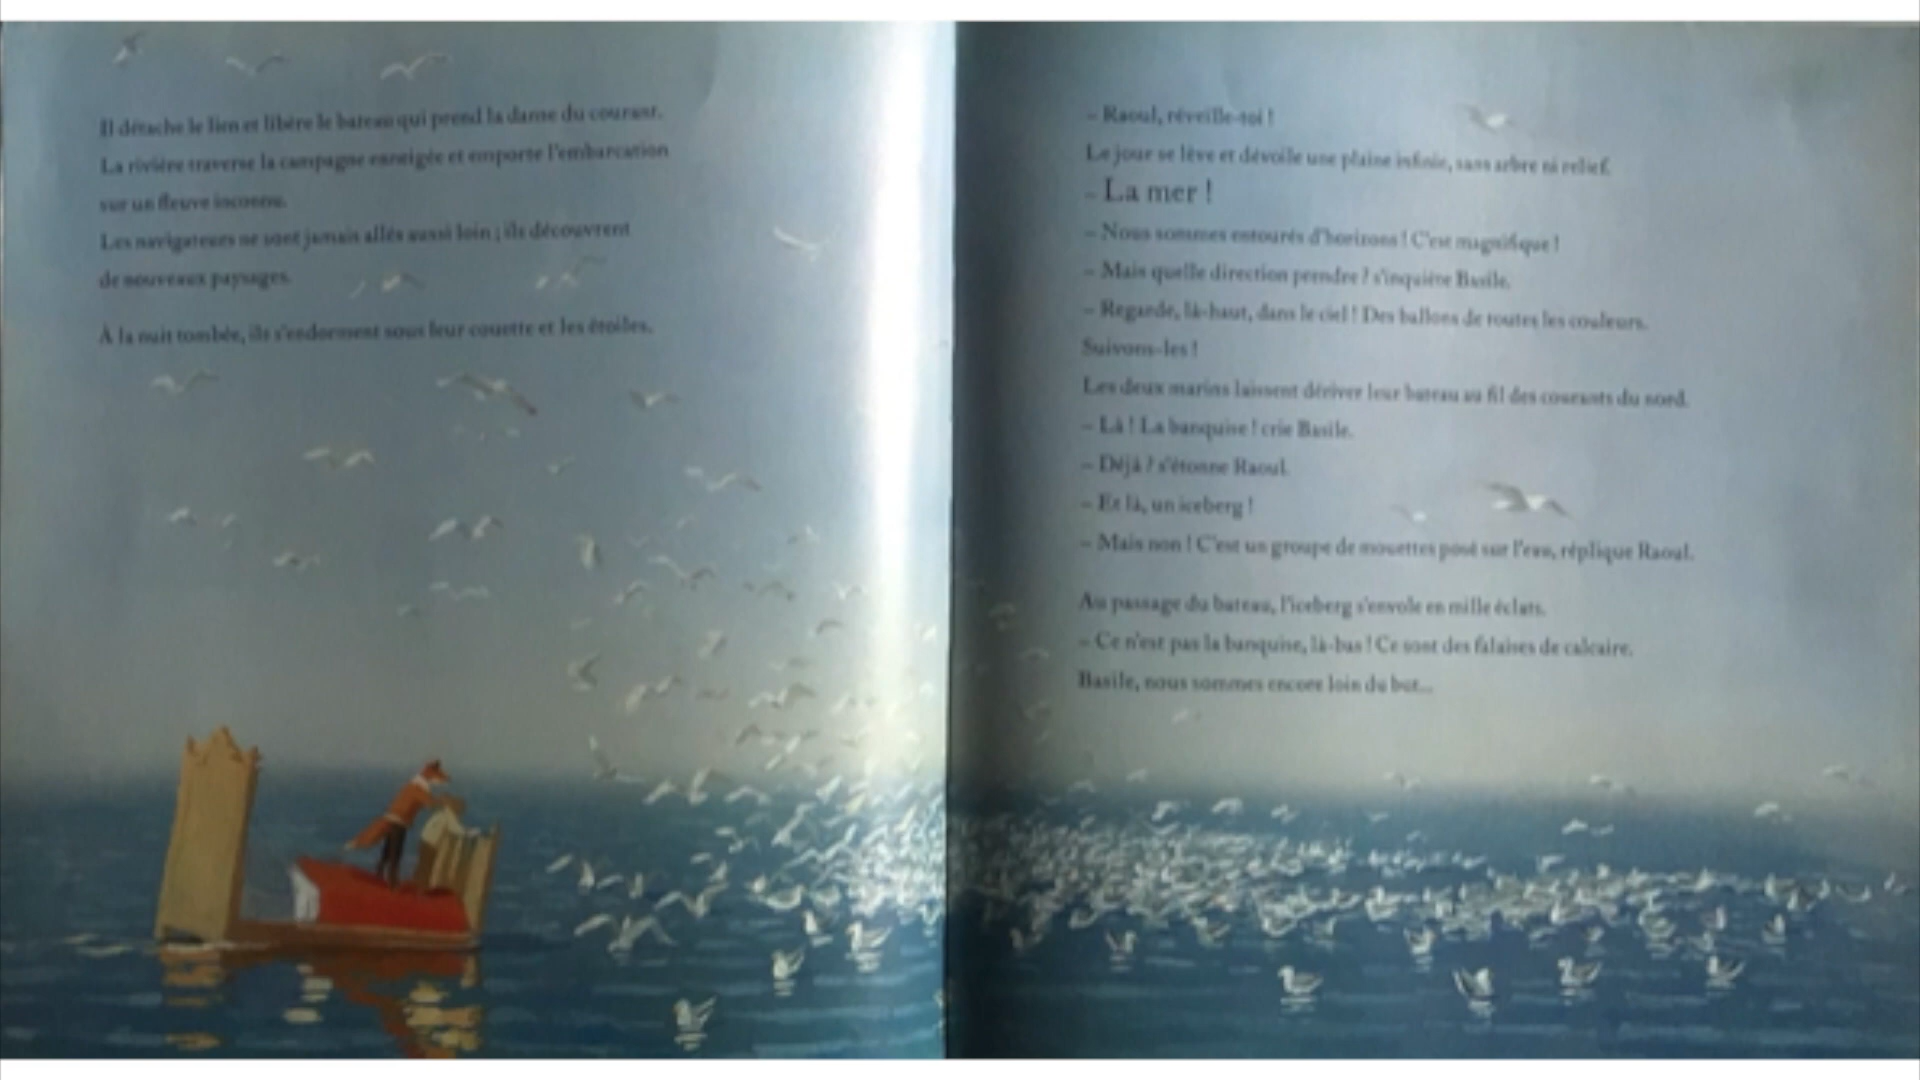 Il détache le lien et libère le bateau qui prend la danse du courant.
La rivière traverse la campagne enneigée et emporte l'embarcation
sur un fleuve inconnu.
Les navigateurs ne sont jamais allés aussi loin ; ils découvrent
de nouveaux paysages.
À la nuit tombée, ils s'endorment sous leur couette et les étoiles.
– Raoul, réveille-toi !
Le jour se lève et dévoile une plaine infinie, sans arbre ni relief.
– La mer !
– Nous sommes entourés d'horizons ! C'est magnifique !
– Mais quelle direction prendre ? s'inquiète Basile.
– Regarde, là-haut, dans le ciel ! Des ballons de toutes les couleurs.
Suivons-les !
Les deux marins laissent dériver leur bateau au fil des courants du nord.
– Là ! La banquise ! crie Basile.
– Déjà ? s'étonne Raoul.
– Et là, un iceberg !
– Mais non ! C'est un groupe de mouettes posé sur l'eau, réplique Raoul.
Au passage du bateau, l'iceberg s'envole en mille éclats.
– Ce n'est pas la banquise, là-bas ! Ce sont des falaises de calcaire.
Basile, nous sommes encore loin du but...